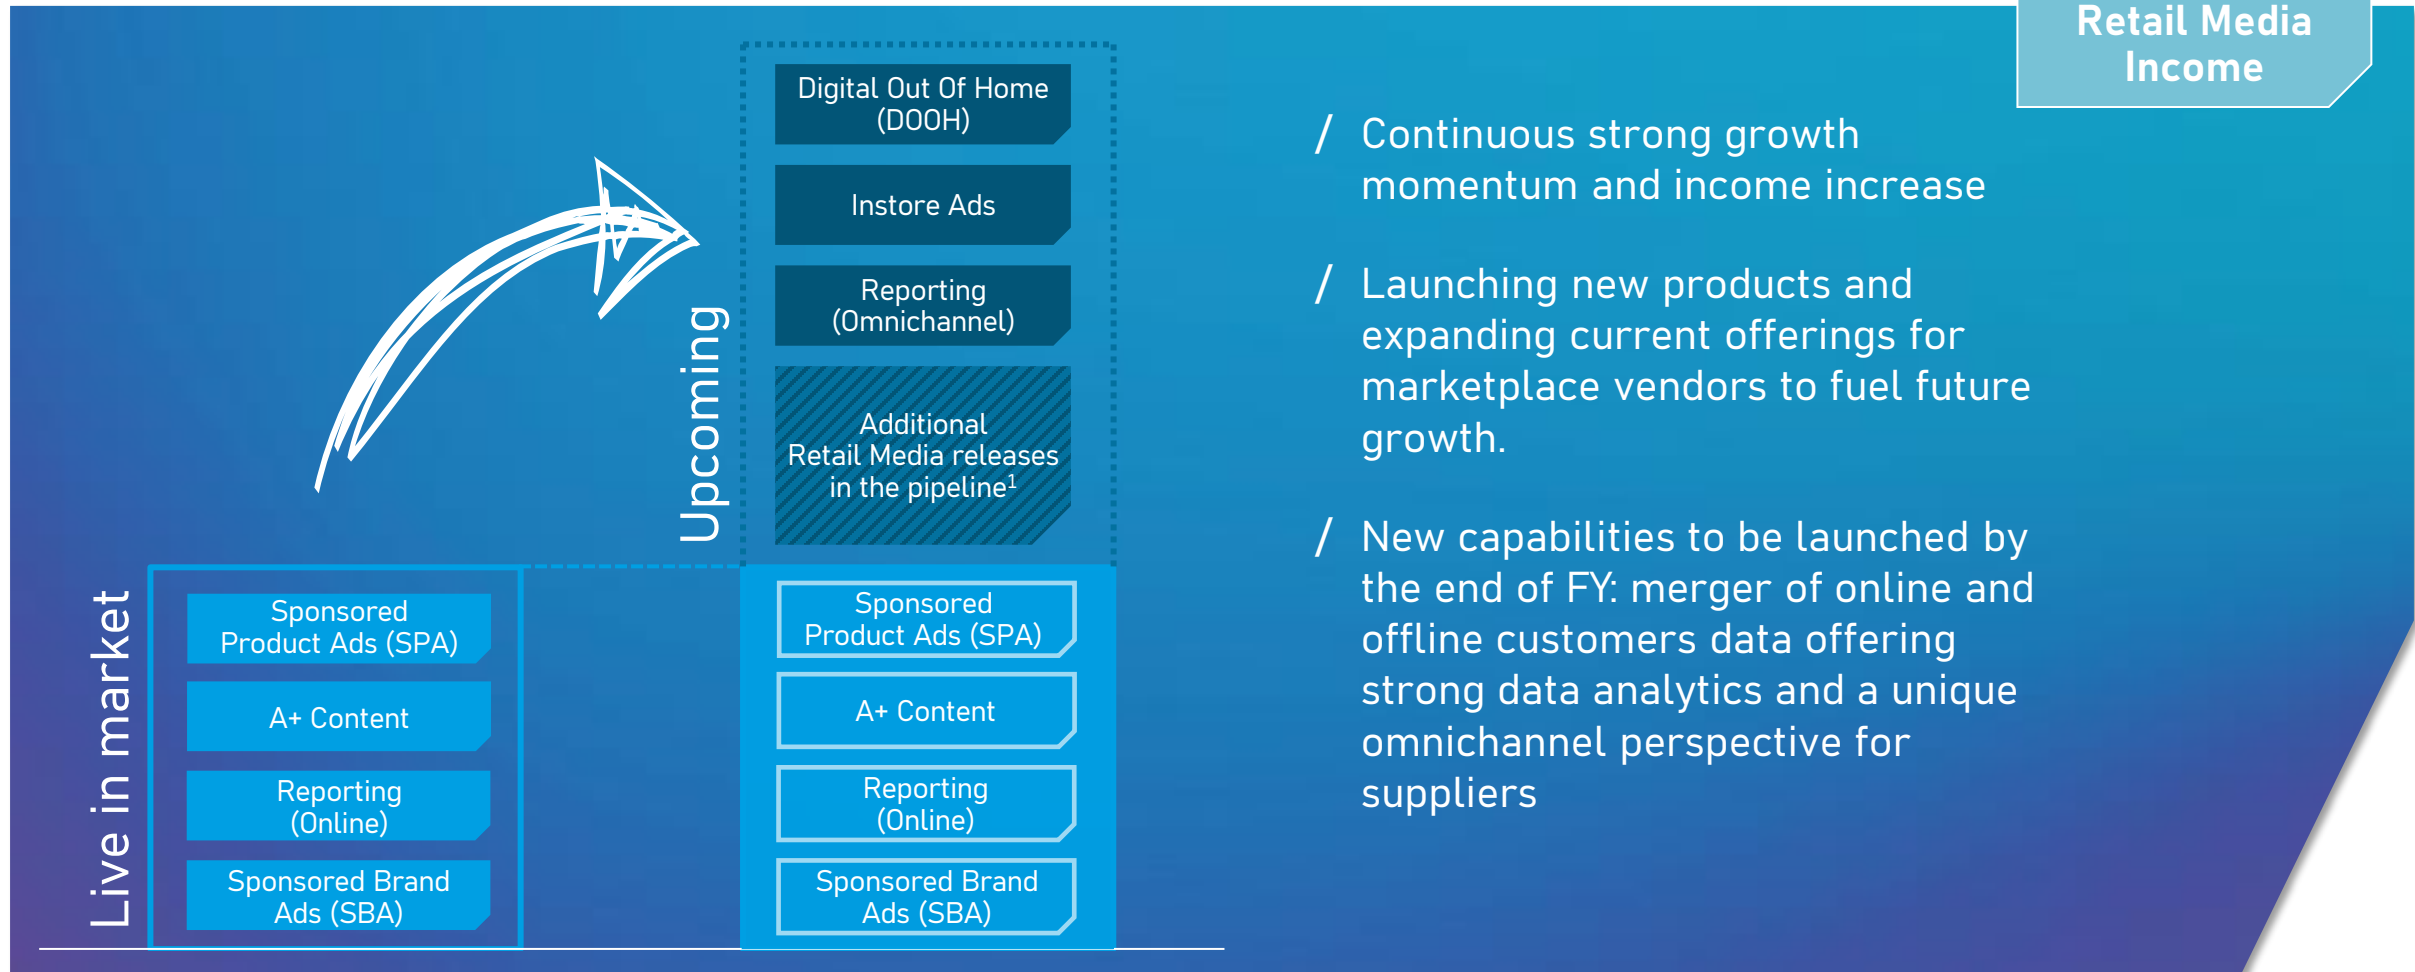 Retail Media
Income
Digital Out Of Home
(DOOH)
Instore Ads
Reporting
(Omnichannel)
Additional
Retail Media releases
in the pipeline¹
Upcoming
Live in market
Sponsored
Product Ads (SPA)
A+ Content
Reporting
(Online)
Sponsored Brand
Ads (SBA)
Sponsored
Product Ads (SPA)
A+ Content
Reporting
(Online)
Sponsored Brand
Ads (SBA)
/ Continuous strong growth
momentum and income increase
/ Launching new products and
expanding current offerings for
marketplace vendors to fuel future
growth.
/ New capabilities to be launched by
the end of FY: merger of online and
offline customers data offering
strong data analytics and a unique
omnichannel perspective for
suppliers